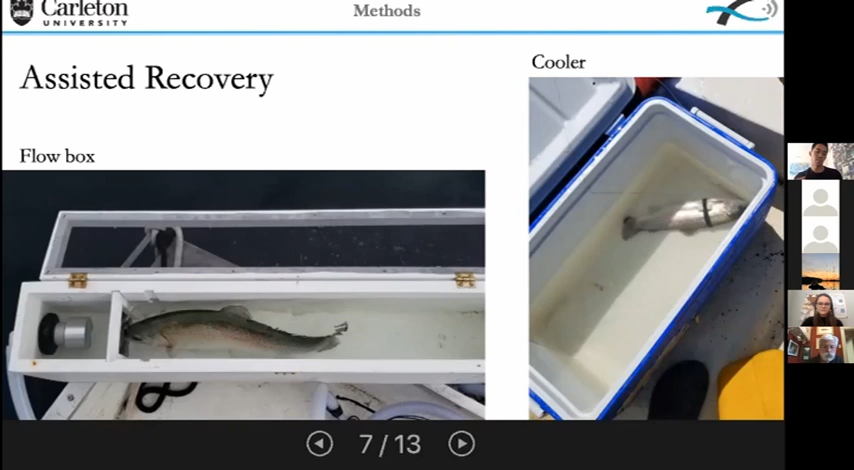 Carleton
UNIVERSITY
Methods
Assisted Recovery
Cooler
Flow box
7/13